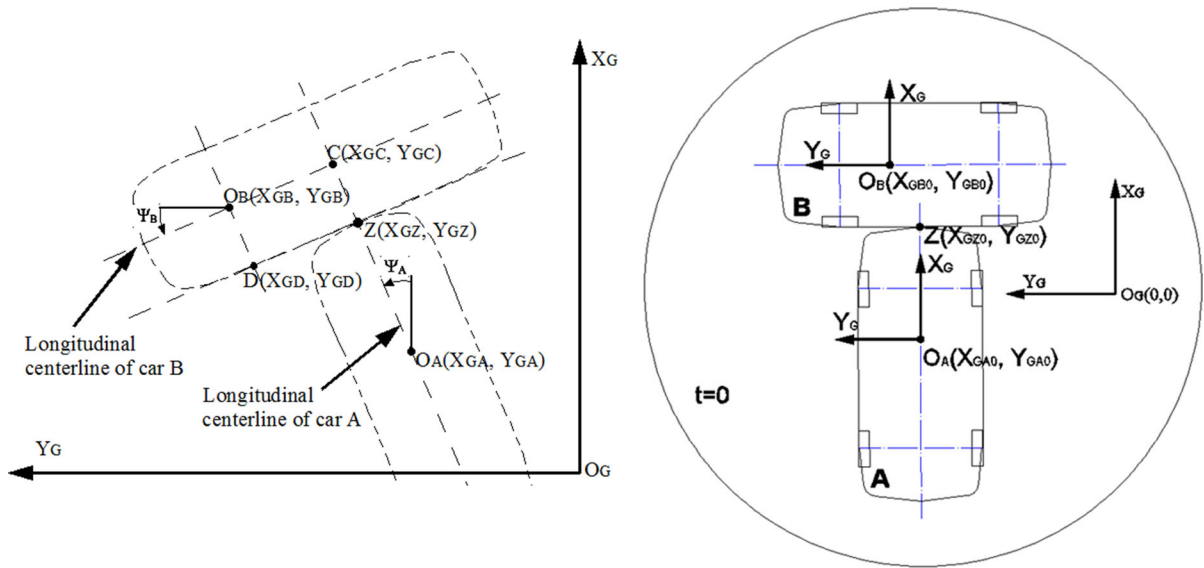 XG
C(XGC, YGC)
OB(XGB, YGB)
ΨB
Z(XGZ, YGZ)
D(XGD, YGD)
ΨA
OA(XGA, YGA)
Longitudinal
centerline of car B
Longitudinal
centerline of car A
YG
OG
XG
YG
OB(XGB0, YGB0)
B
Z(XGZ0, YGZ0)
XG
YG
OA(XGA0, YGA0)
t=0
A
XG
YG
OG(0,0)